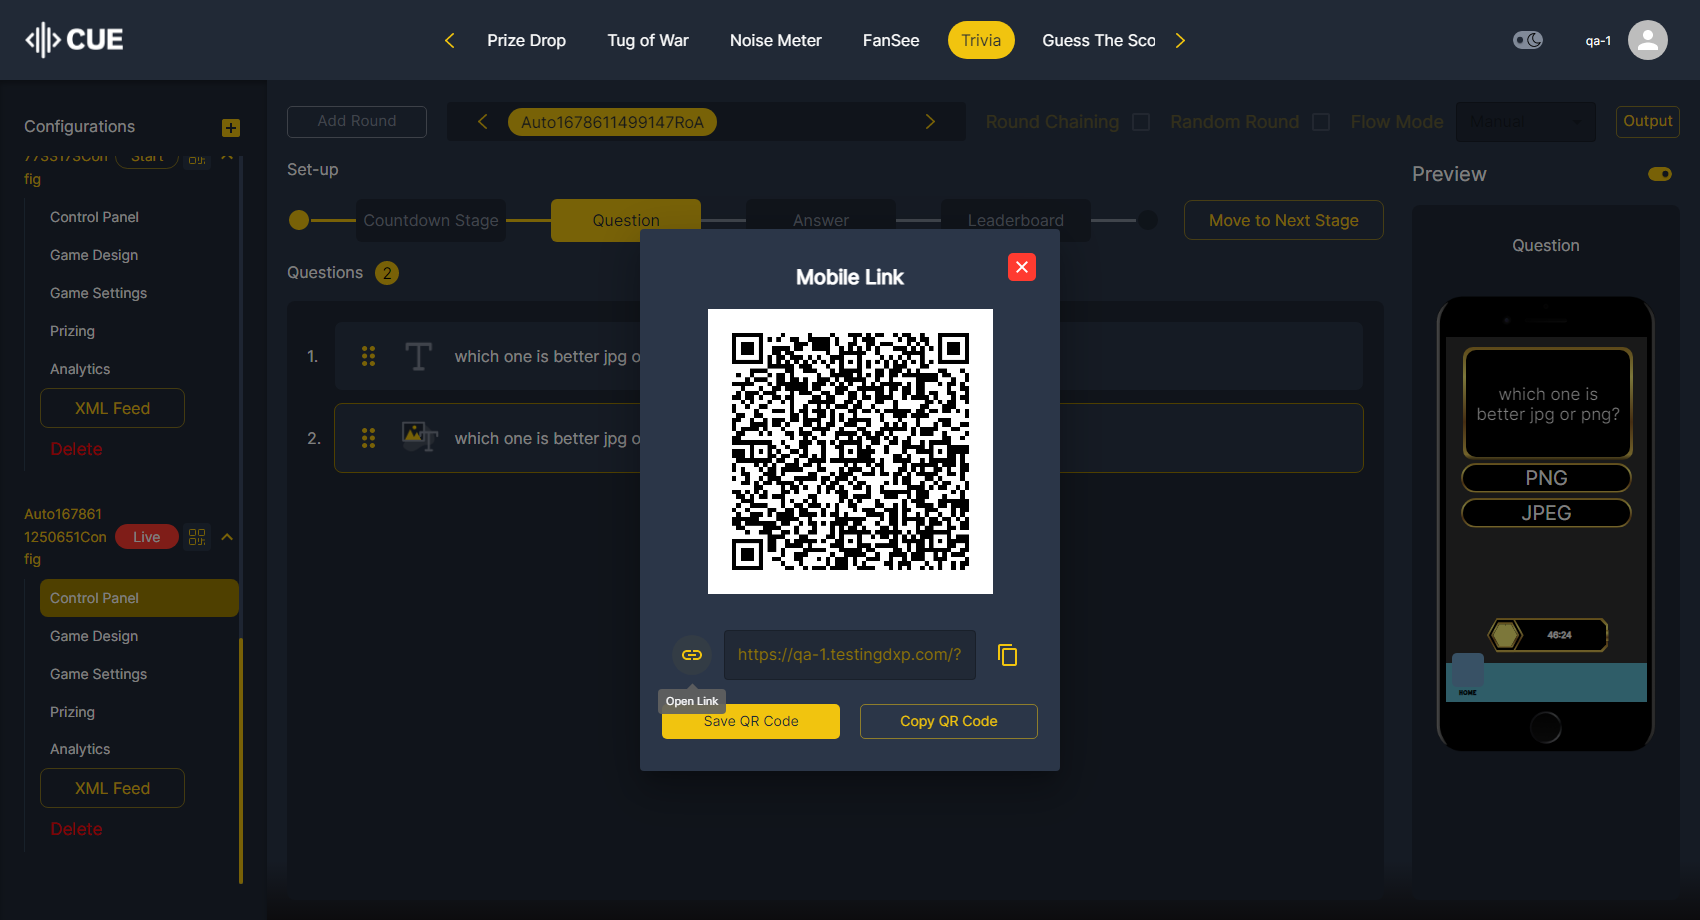 CUE
Prize Drop
Tug of War
Noise Meter
FanSee
Trivia
Guess The Sco
qa-1
Configurations
773317SCon
Start
fig
Control Panel
Game Design
Game Settings
Prizing
Analytics
XML Feed
Delete
Auto167861
1250651Con
fig
Live
Control Panel
Game Design
Game Settings
Prizing
Analytics
XML Feed
Delete
Add Round
Auto1678611499147RoA
Round Chaining
Random Round
Flow Mode
Manual
Output
Set-up
Countdown Stage
Question
Answer
Leaderboard
Move to Next Stage
Questions 2
1. which one is better jpg o
2. which one is better jpg o
Mobile Link
https://qa-1.testingdxp.com/?
Open Link
Save QR Code
Copy QR Code
Preview
Question
which one is
better jpg or png?
PNG
JPEG
46:24
HOME